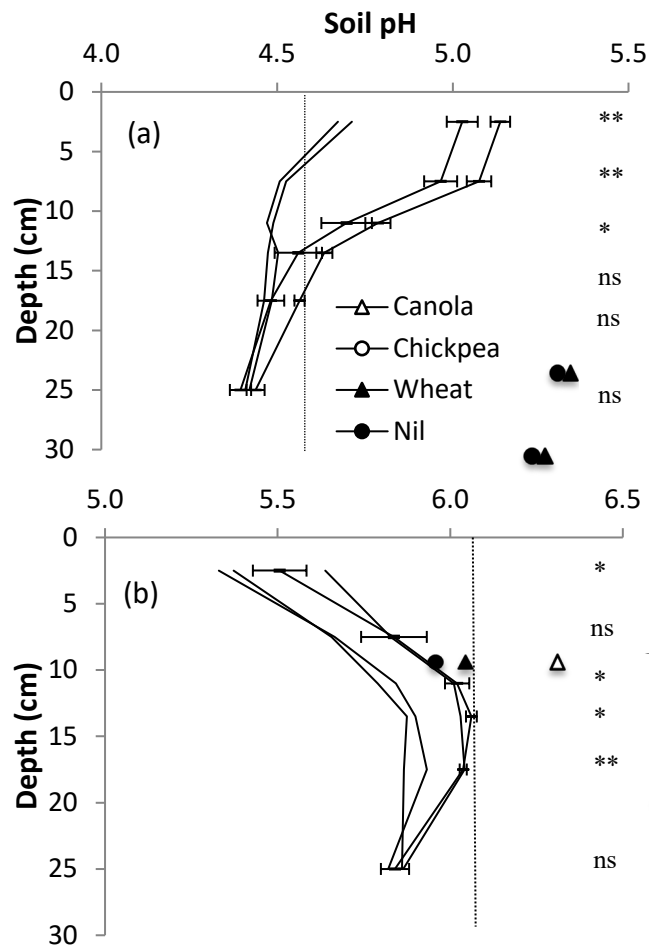 Soil pH
4.0 4.5 5.0 5.5
0
(a) **
5
**
10
*
15
ns
Canola
ns
20
Chickpea
Wheat
25
ns
Nil
30
Depth (cm)
5.0 5.5 6.0 6.5
0
(b) *
5
ns
10
*
*
15
**
20
25
ns
30
Depth (cm)